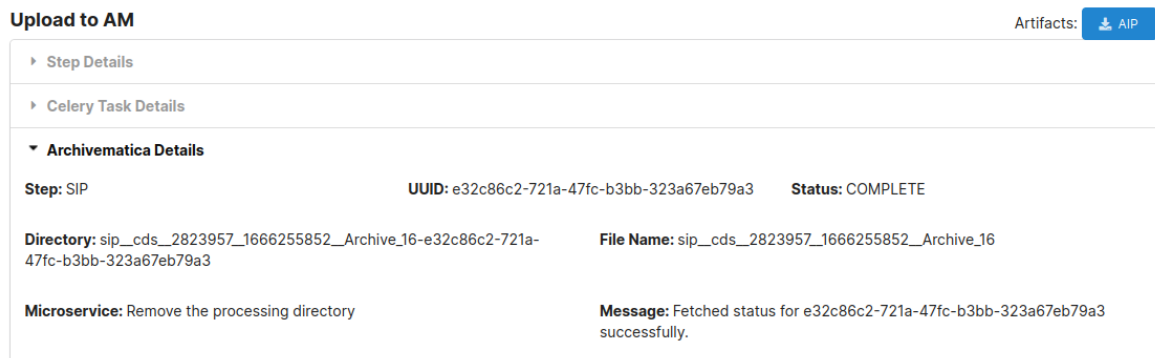 Upload to AM
Artifacts: AIP
Step Details
Celery Task Details
Archivematica Details
Step: SIP UUID: e32c86c2-721a-47fc-b3bb-323a67eb79a3 Status: COMPLETE
Directory: sip__cds__2823957__1666255852__Archive_16-e32c86c2-721a-
47fc-b3bb-323a67eb79a3
File Name: sip__cds__2823957__1666255852__Archive_16
Microservice: Remove the processing directory
Message: Fetched status for e32c86c2-721a-47fc-b3bb-323a67eb79a3
successfully.